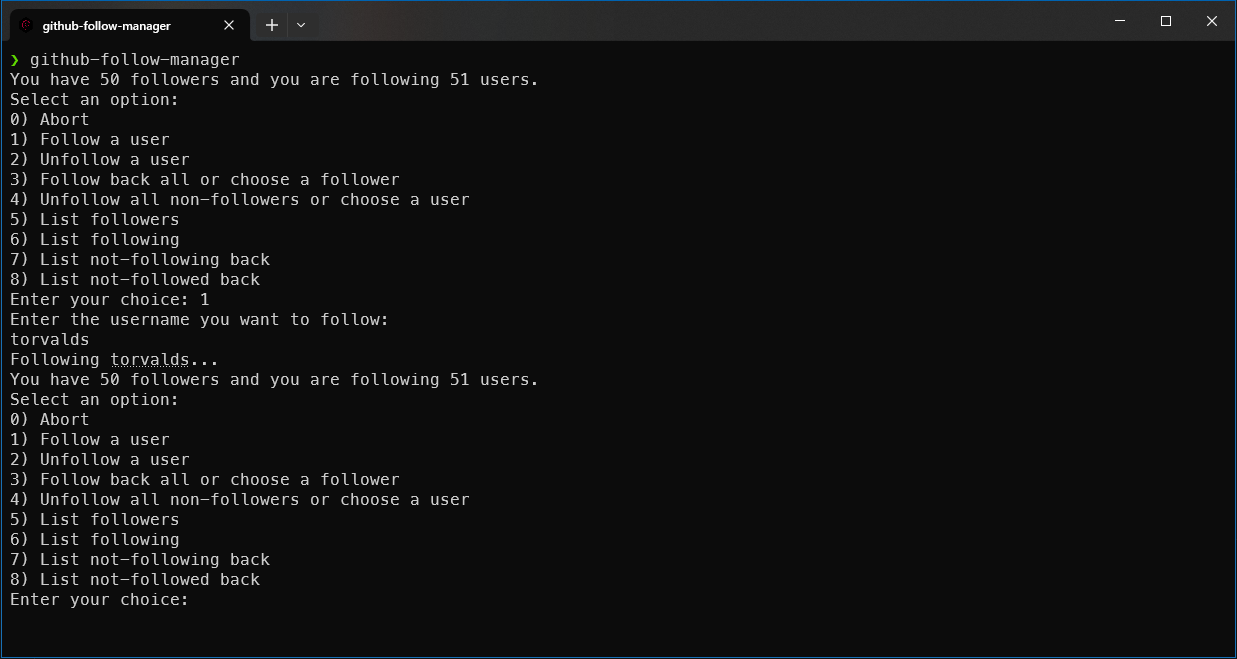 github-follow-manager
❯ github-follow-manager
You have 50 followers and you are following 51 users.
Select an option:
0) Abort
1) Follow a user
2) Unfollow a user
3) Follow back all or choose a follower
4) Unfollow all non-followers or choose a user
5) List followers
6) List following
7) List not-following back
8) List not-followed back
Enter your choice: 1
Enter the username you want to follow:
torvalds
Following torvalds...
You have 50 followers and you are following 51 users.
Select an option:
0) Abort
1) Follow a user
2) Unfollow a user
3) Follow back all or choose a follower
4) Unfollow all non-followers or choose a user
5) List followers
6) List following
7) List not-following back
8) List not-followed back
Enter your choice: